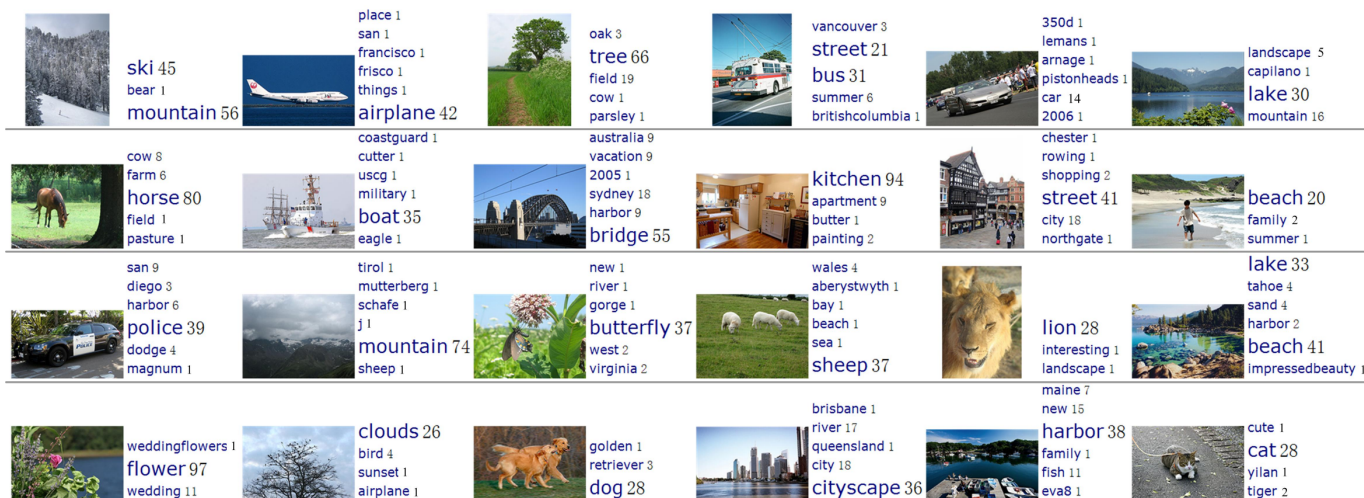 ski 45
bear 1
mountain 56
place 1
san 1
francisco 1
frisco 1
things 1
airplane 42
oak 3
tree 66
field 19
cow 1
parsley 1
vancouver 3
street 21
bus 31
summer 6
britishcolumbia 1
350d 1
lemans 1
arnage 1
pistonheads 1
car 14
2006 1
landscape 5
capilano 1
lake 30
mountain 16
cow 8
farm 6
horse 80
field 1
pasture 1
coastguard 1
cutter 1
uscg 1
military 1
boat 35
eagle 1
australia 9
vacation 9
2005 1
sydney 18
harbor 9
bridge 55
kitchen 94
apartment 9
butter 1
painting 2
chester 1
rowing 1
shopping 2
street 41
city 18
northgate 1
beach 20
family 2
summer 1
san 9
diego 3
harbor 6
police 39
dodge 4
magnum 1
tirol 1
mutterberg 1
schafe 1
j 1
mountain 74
sheep 1
new 1
river 1
gorge 1
butterfly 37
west 2
virginia 2
wales 4
aberystwyth 1
bay 1
beach 1
sea 1
sheep 37
lion 28
interesting 1
landscape 1
lake 33
tahoe 4
sand 4
harbor 2
beach 41
impressedbeauty 1
weddingflowers 1
flower 97
wedding 11
clouds 26
bird 4
sunset 1
airplane 1
golden 1
retriever 3
dog 28
brisbane 1
river 17
queensland 1
city 18
cityscape 36
maine 7
new 15
harbor 38
family 1
fish 11
eva8 1
cute 1
cat 28
yilan 1
tiger 2